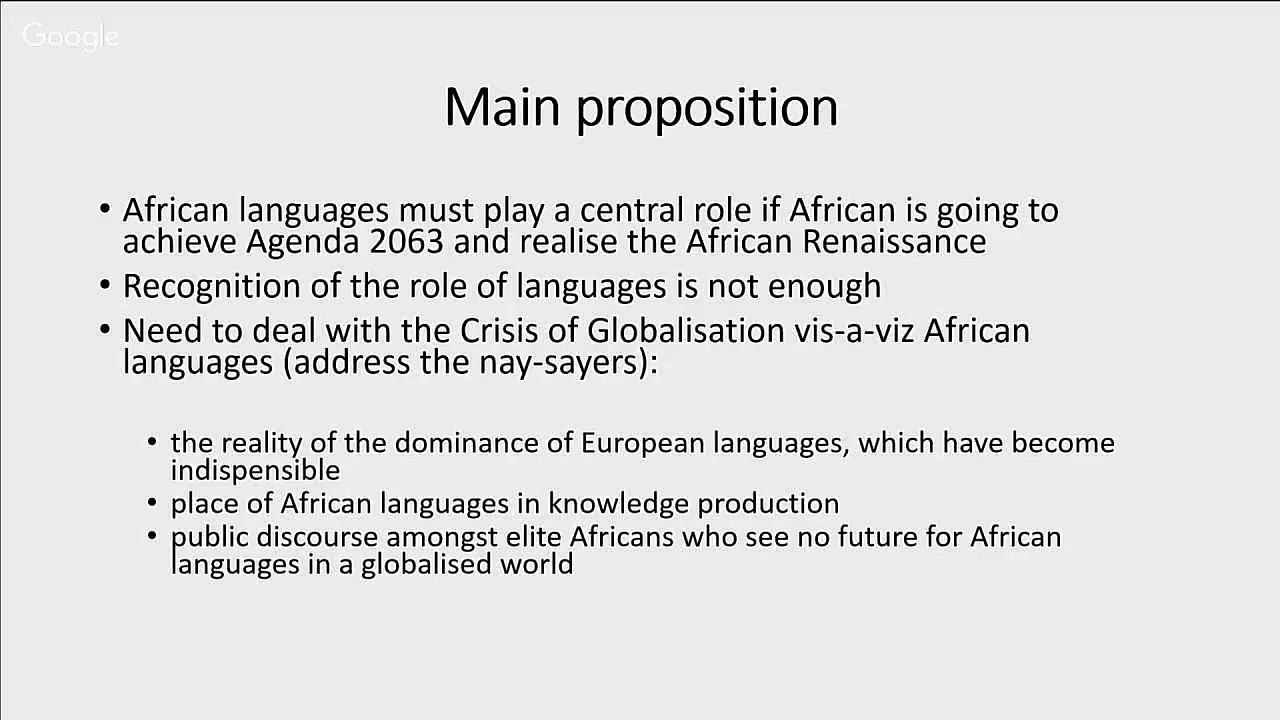 Google
Main proposition
• African languages must play a central role if African is going to
achieve Agenda 2063 and realise the African Renaissance
• Recognition of the role of languages is not enough
• Need to deal with the Crisis of Globalisation vis-a-viz African
languages (address the nay-sayers):
• the reality of the dominance of European languages, which have become
indispensible
• place of African languages in knowledge production
• public discourse amongst elite Africans who see no future for African
languages in a globalised world